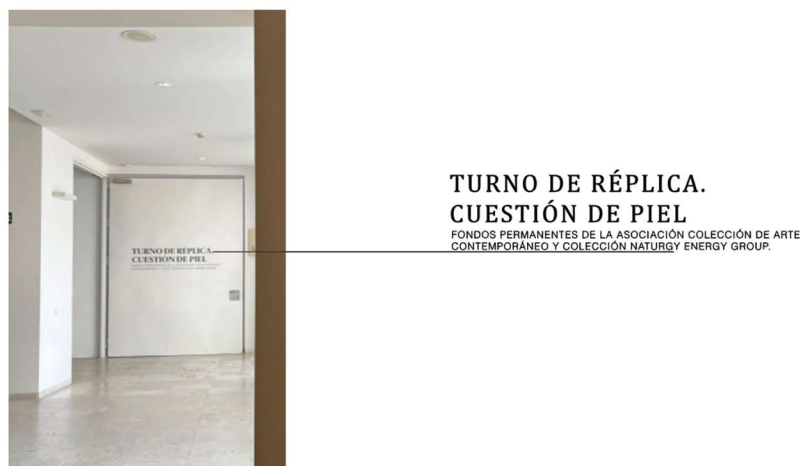 TURNO DE RÉPLICA.
CUESTIÓN DE PIEL
TURNO DE RÉPLICA.
CUESTIÓN DE PIEL
FONDOS PERMANENTES DE LA ASOCIACIÓN COLECCIÓN DE ARTE
CONTEMPORÁNEO Y COLECCIÓN NATURGY ENERGY GROUP.